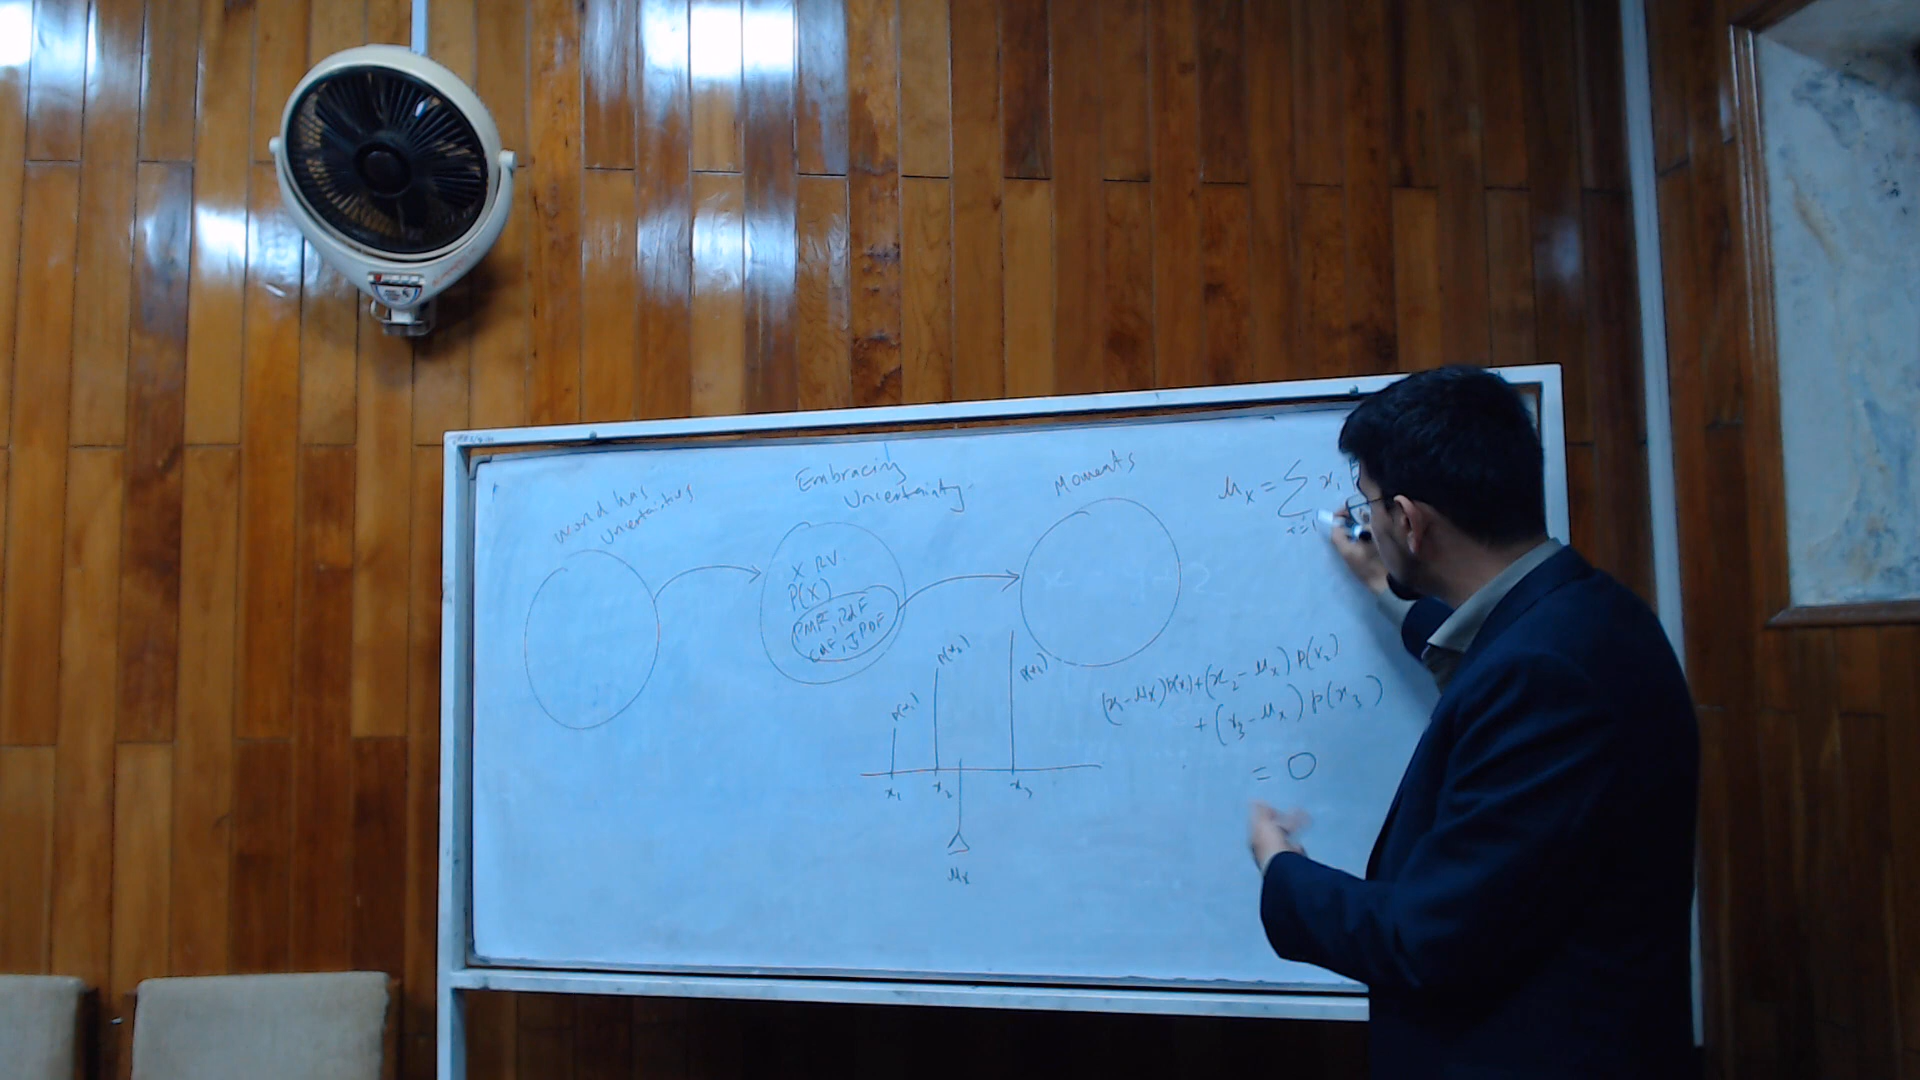 World has
Uncertainties
Embracing
Uncertainty
Moments
X RV.
P(X)
PMF, PdF
CdF, JPDF
μx = Σ xi
i=1
p(x1)
p(x2)
p(x3)
x1 x2 x3
μx
(x1-μx)p(x1)+(x2-μx) p(x2)
+ (x3-μx) p(x3)
= 0